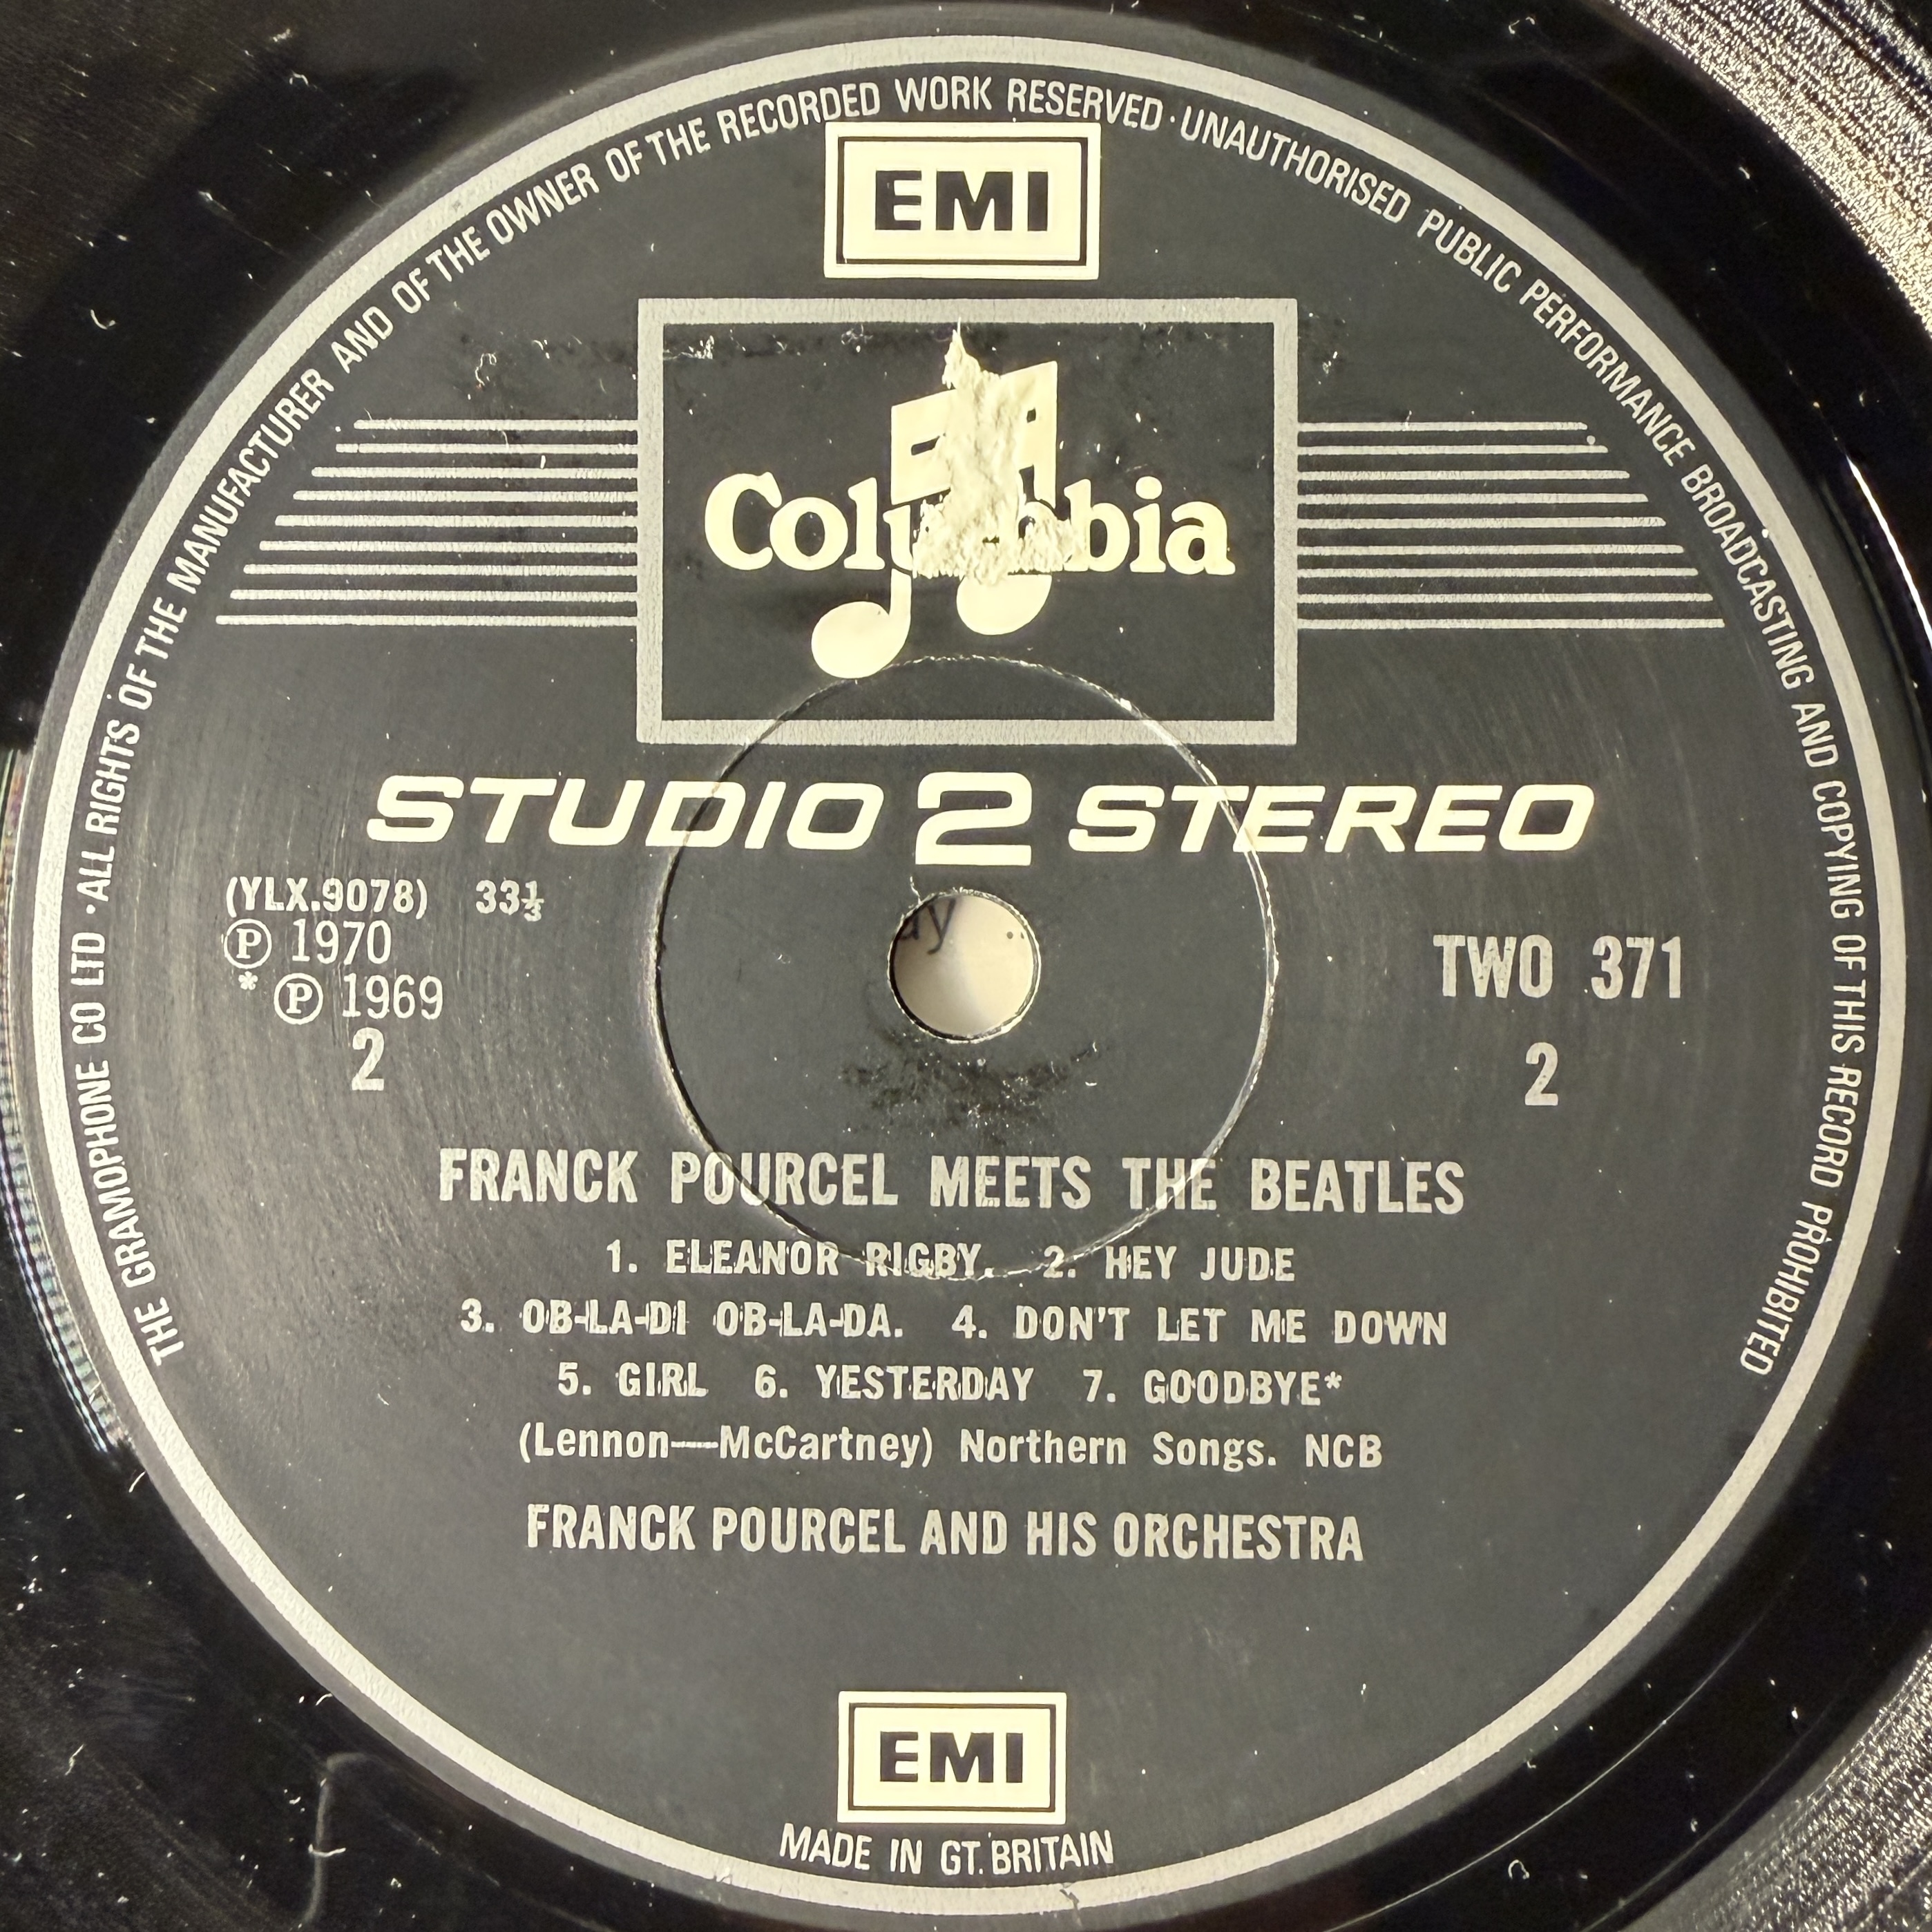 THE GRAMOPHONE CO LTD · ALL RIGHTS OF THE MANUFACTURER AND OF THE OWNER OF THE RECORDED WORK RESERVED · UNAUTHORISED PUBLIC PERFORMANCE BROADCASTING AND COPYING OF THIS RECORD PROHIBITED
EMI
Columbia
STUDIO 2 STEREO
(YLX.9078) 33⅓
Ⓟ 1970
* Ⓟ 1969
2
TWO 371
2
FRANCK POURCEL MEETS THE BEATLES
1. ELEANOR RIGBY. 2. HEY JUDE
3. OB-LA-DI OB-LA-DA. 4. DON'T LET ME DOWN
5. GIRL 6. YESTERDAY 7. GOODBYE*
(Lennon—McCartney) Northern Songs. NCB
FRANCK POURCEL AND HIS ORCHESTRA
EMI
MADE IN GT. BRITAIN